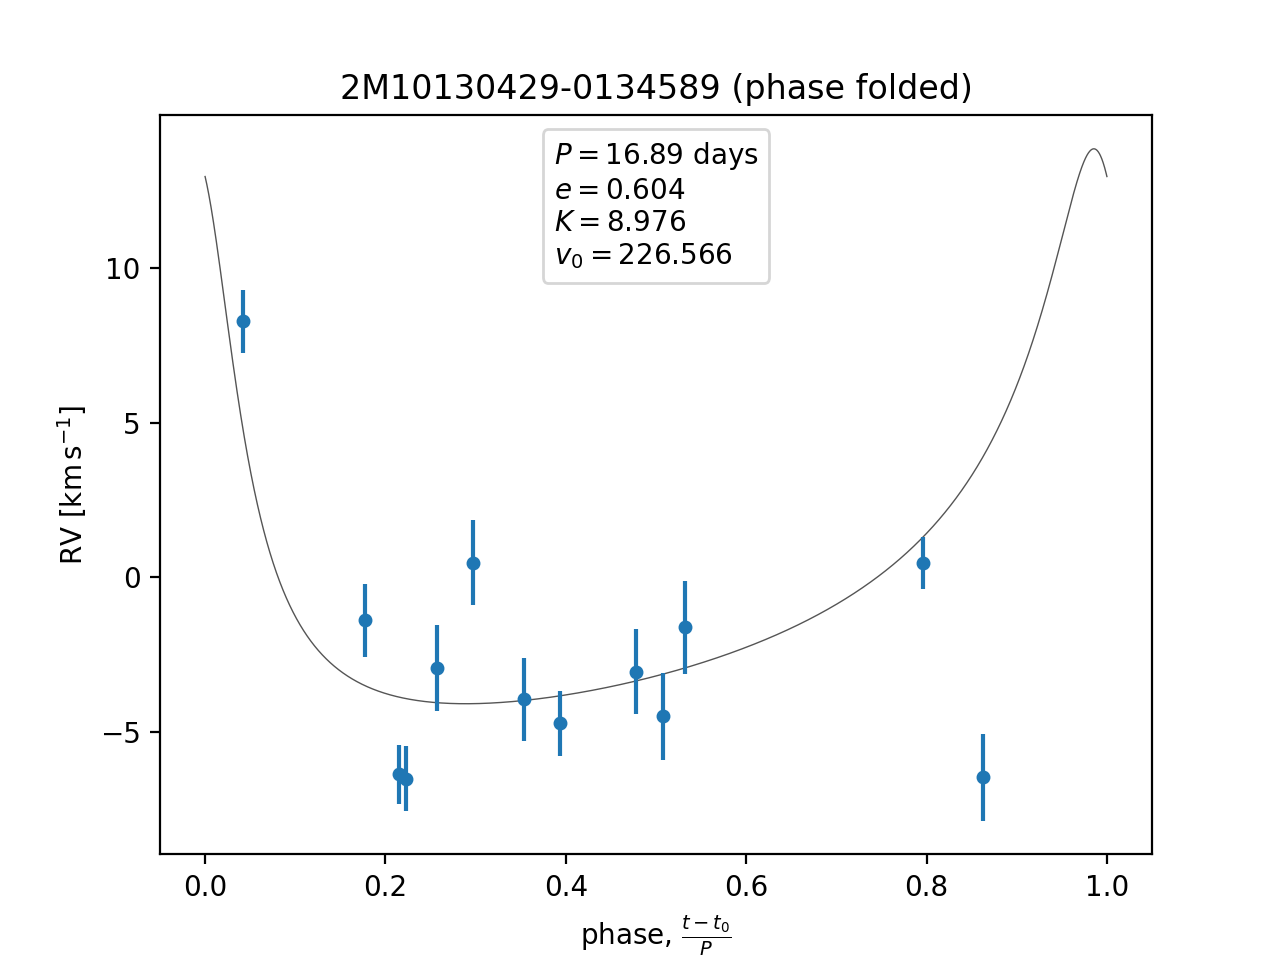 2M10130429-0134589 (phase folded)
P = 16.89 days
e = 0.604
K = 8.976
v₀ = 226.566
10
5
0
−5
RV [km s⁻¹]
0.0 0.2 0.4 0.6 0.8 1.0
phase, (t − t₀)/P